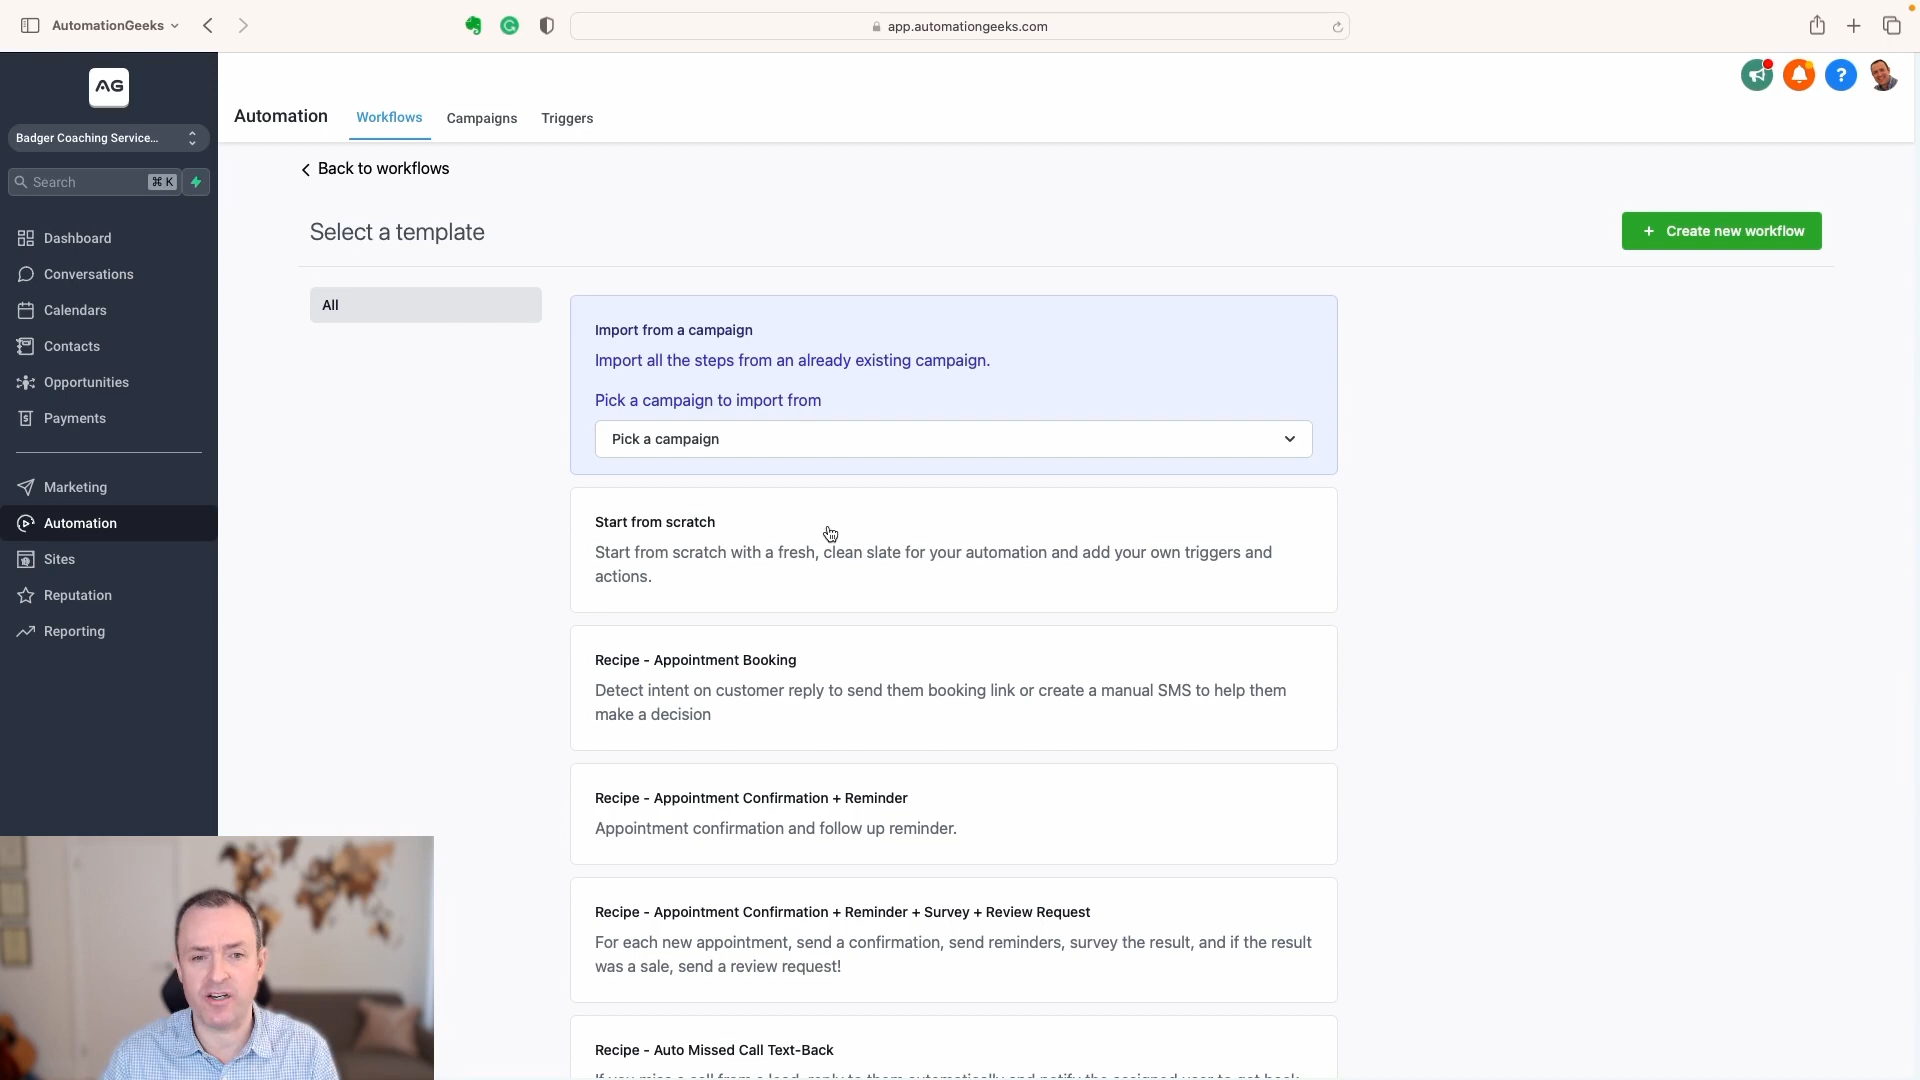 AutomationGeeks
app.automationgeeks.com
AG
Badger Coaching Service...
Search
⌘ K
Dashboard
Conversations
Calendars
Contacts
Opportunities
Payments
Marketing
Automation
Sites
Reputation
Reporting
Automation
Workflows
Campaigns
Triggers
?
Back to workflows
Select a template
+ Create new workflow
All
Import from a campaign
Import all the steps from an already existing campaign.
Pick a campaign to import from
Pick a campaign
Start from scratch
Start from scratch with a fresh, clean slate for your automation and add your own triggers and
actions.
Recipe - Appointment Booking
Detect intent on customer reply to send them booking link or create a manual SMS to help them
make a decision
Recipe - Appointment Confirmation + Reminder
Appointment confirmation and follow up reminder.
Recipe - Appointment Confirmation + Reminder + Survey + Review Request
For each new appointment, send a confirmation, send reminders, survey the result, and if the result
was a sale, send a review request!
Recipe - Auto Missed Call Text-Back